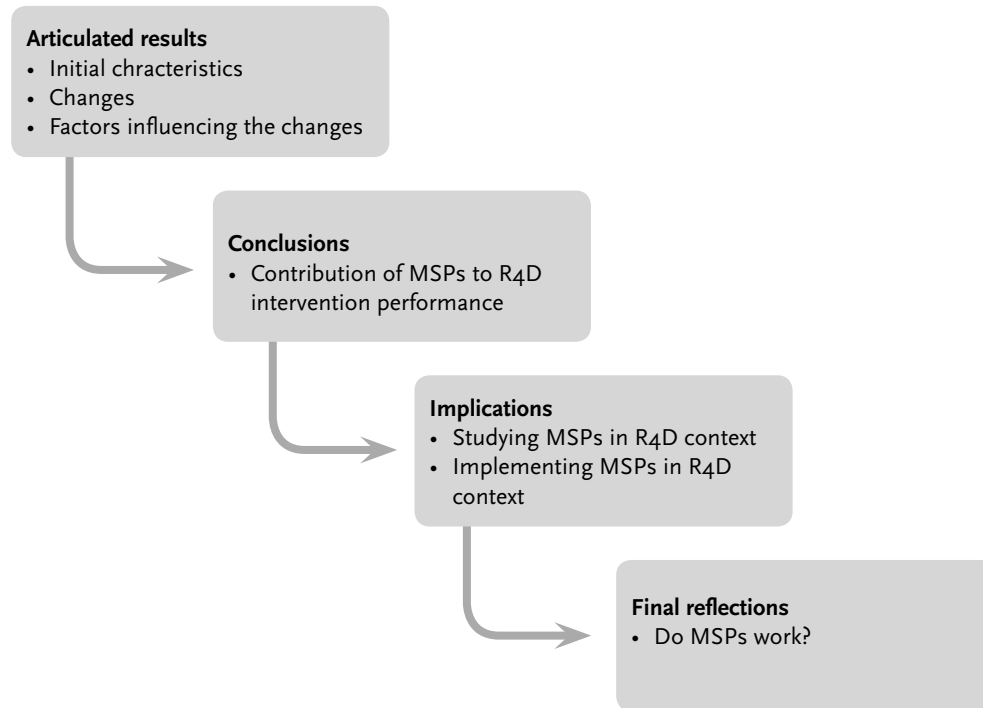 Articulated results
• Initial chracteristics
• Changes
• Factors influencing the changes
Conclusions
• Contribution of MSPs to R4D
intervention performance
Implications
• Studying MSPs in R4D context
• Implementing MSPs in R4D
context
Final reflections
• Do MSPs work?